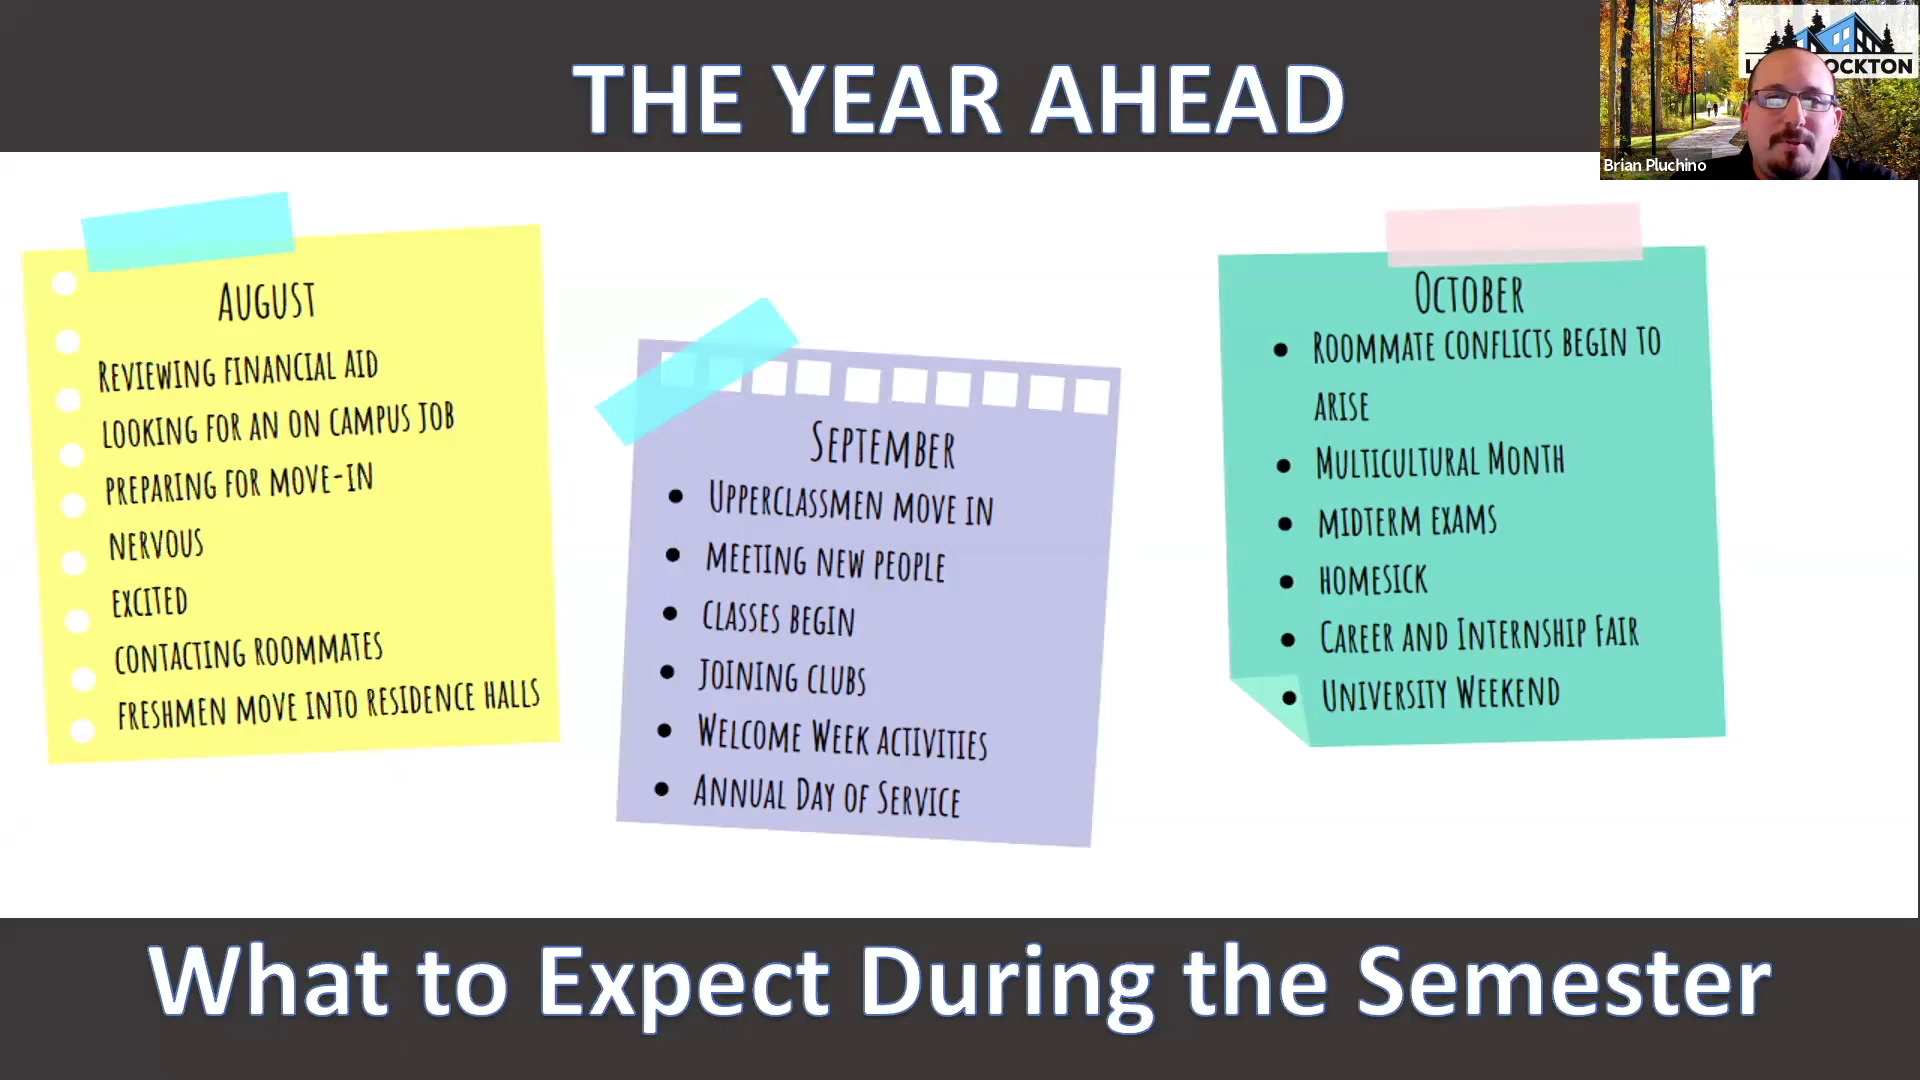 THE YEAR AHEAD
OCKTON
Brian Pluchino
AUGUST
REVIEWING FINANCIAL AID
LOOKING FOR AN ON CAMPUS JOB
PREPARING FOR MOVE-IN
NERVOUS
EXCITED
CONTACTING ROOMMATES
FRESHMEN MOVE INTO RESIDENCE HALLS
SEPTEMBER
• UPPERCLASSMEN MOVE IN
• MEETING NEW PEOPLE
• CLASSES BEGIN
• JOINING CLUBS
• WELCOME WEEK ACTIVITIES
• ANNUAL DAY OF SERVICE
OCTOBER
• ROOMMATE CONFLICTS BEGIN TO
ARISE
• MULTICULTURAL MONTH
• MIDTERM EXAMS
• HOMESICK
• CAREER AND INTERNSHIP FAIR
• UNIVERSITY WEEKEND
What to Expect During the Semester